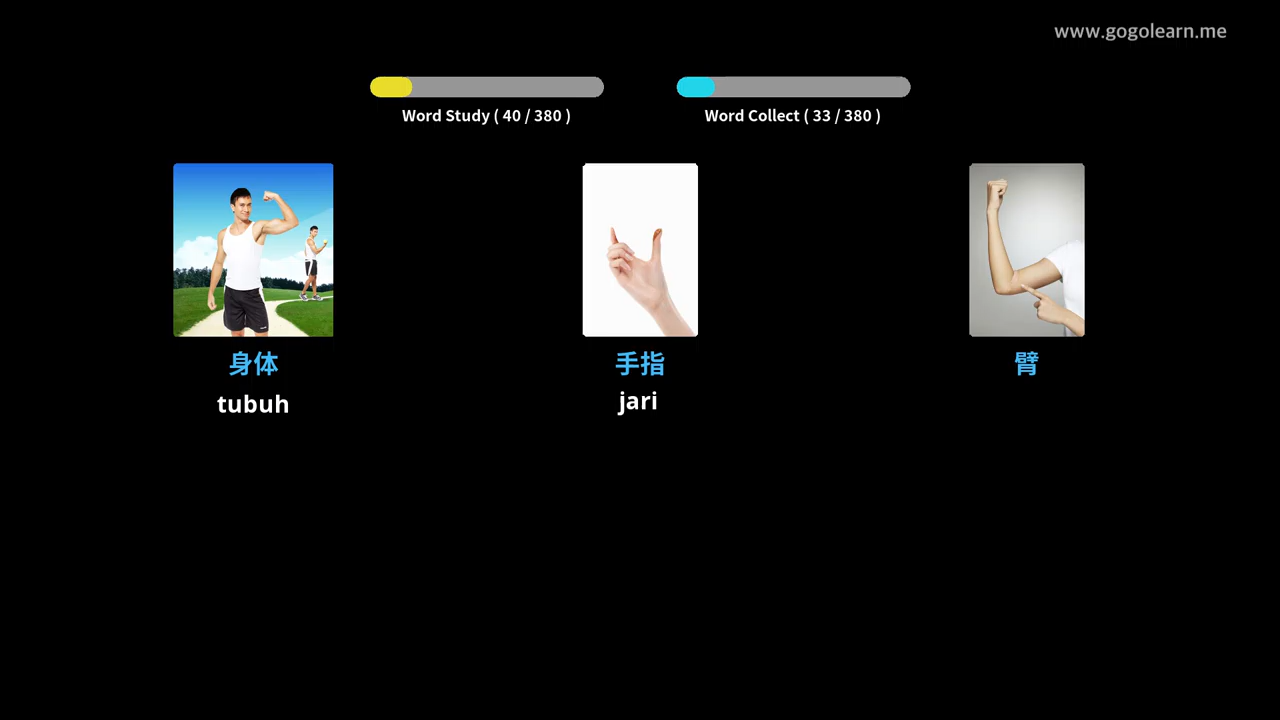 www.gogolearn.me
Word Study ( 40 / 380 )
Word Collect ( 33 / 380 )
身体
手指
臂
tubuh
jari